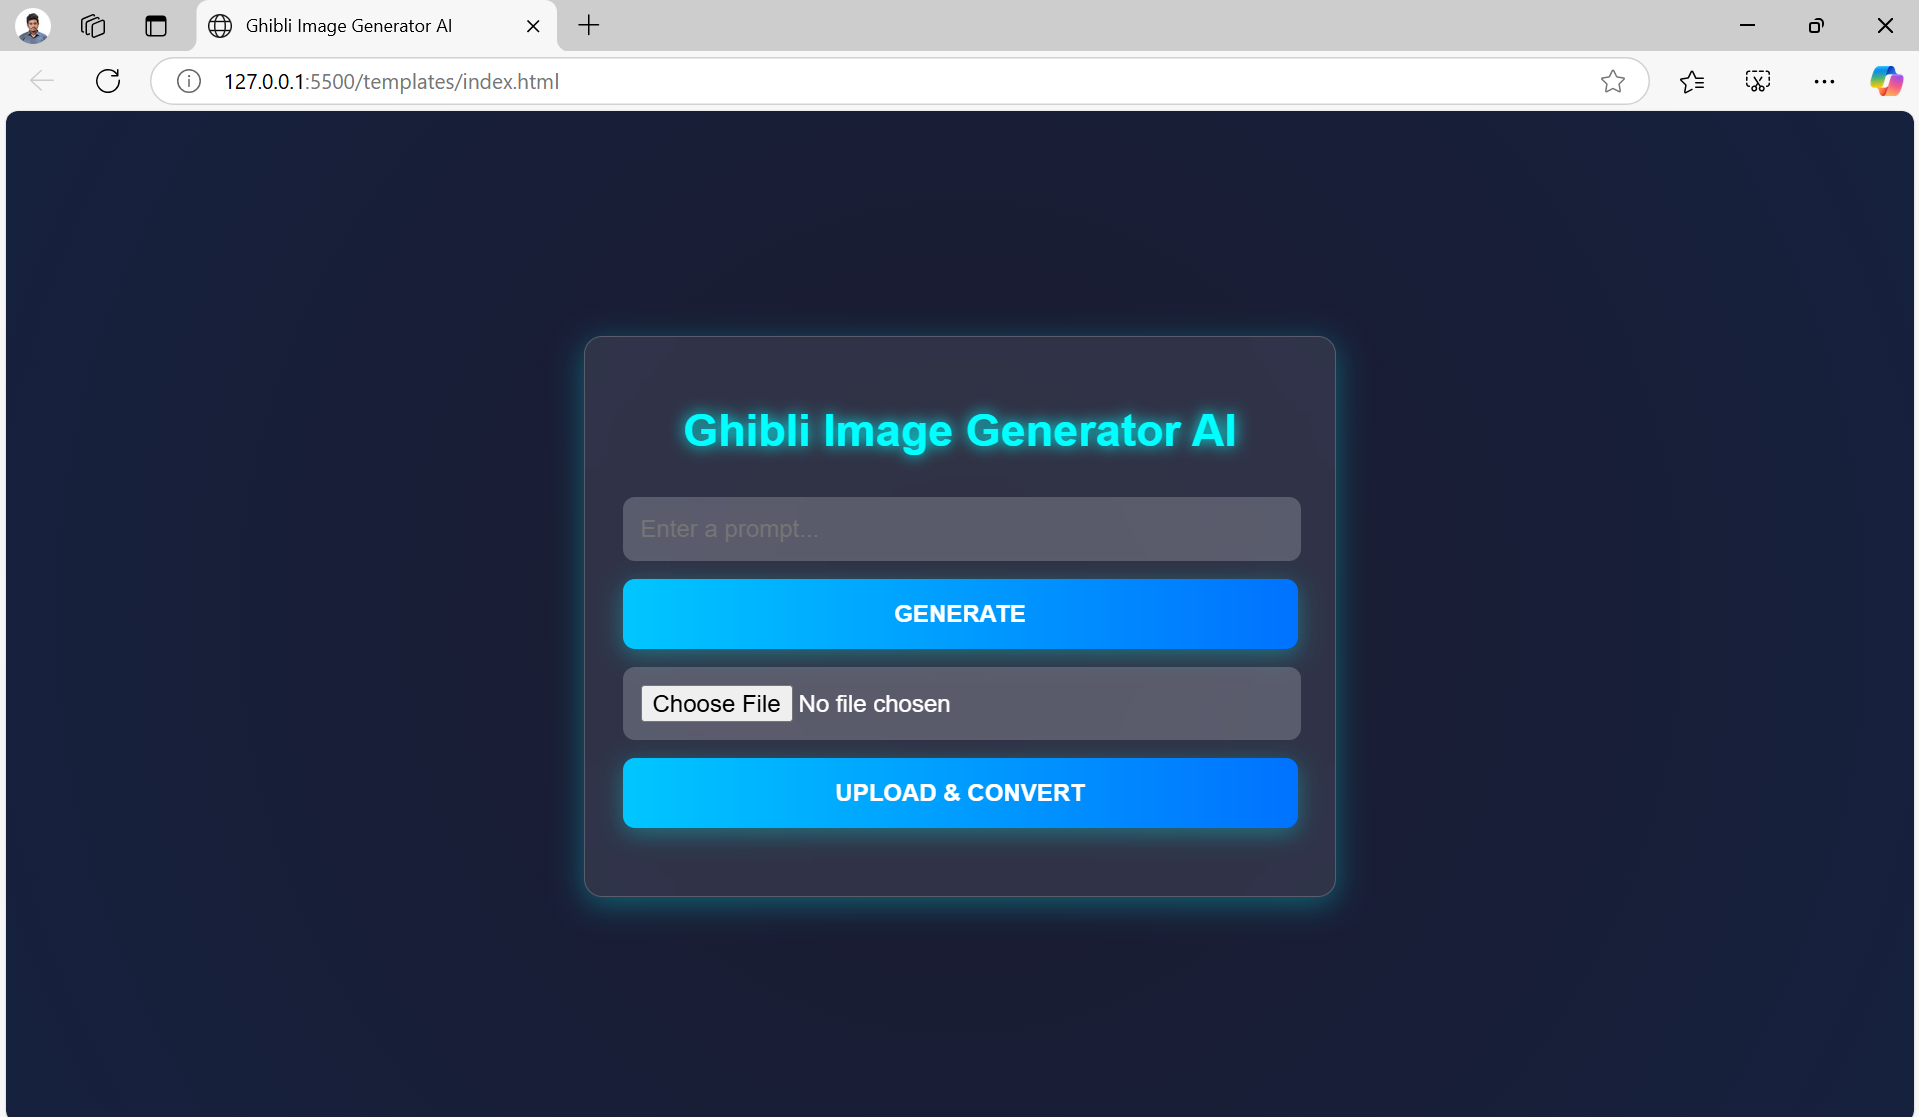 Ghibli Image Generator AI
127.0.0.1:5500/templates/index.html
Ghibli Image Generator AI
Enter a prompt...
GENERATE
Choose File No file chosen
UPLOAD & CONVERT